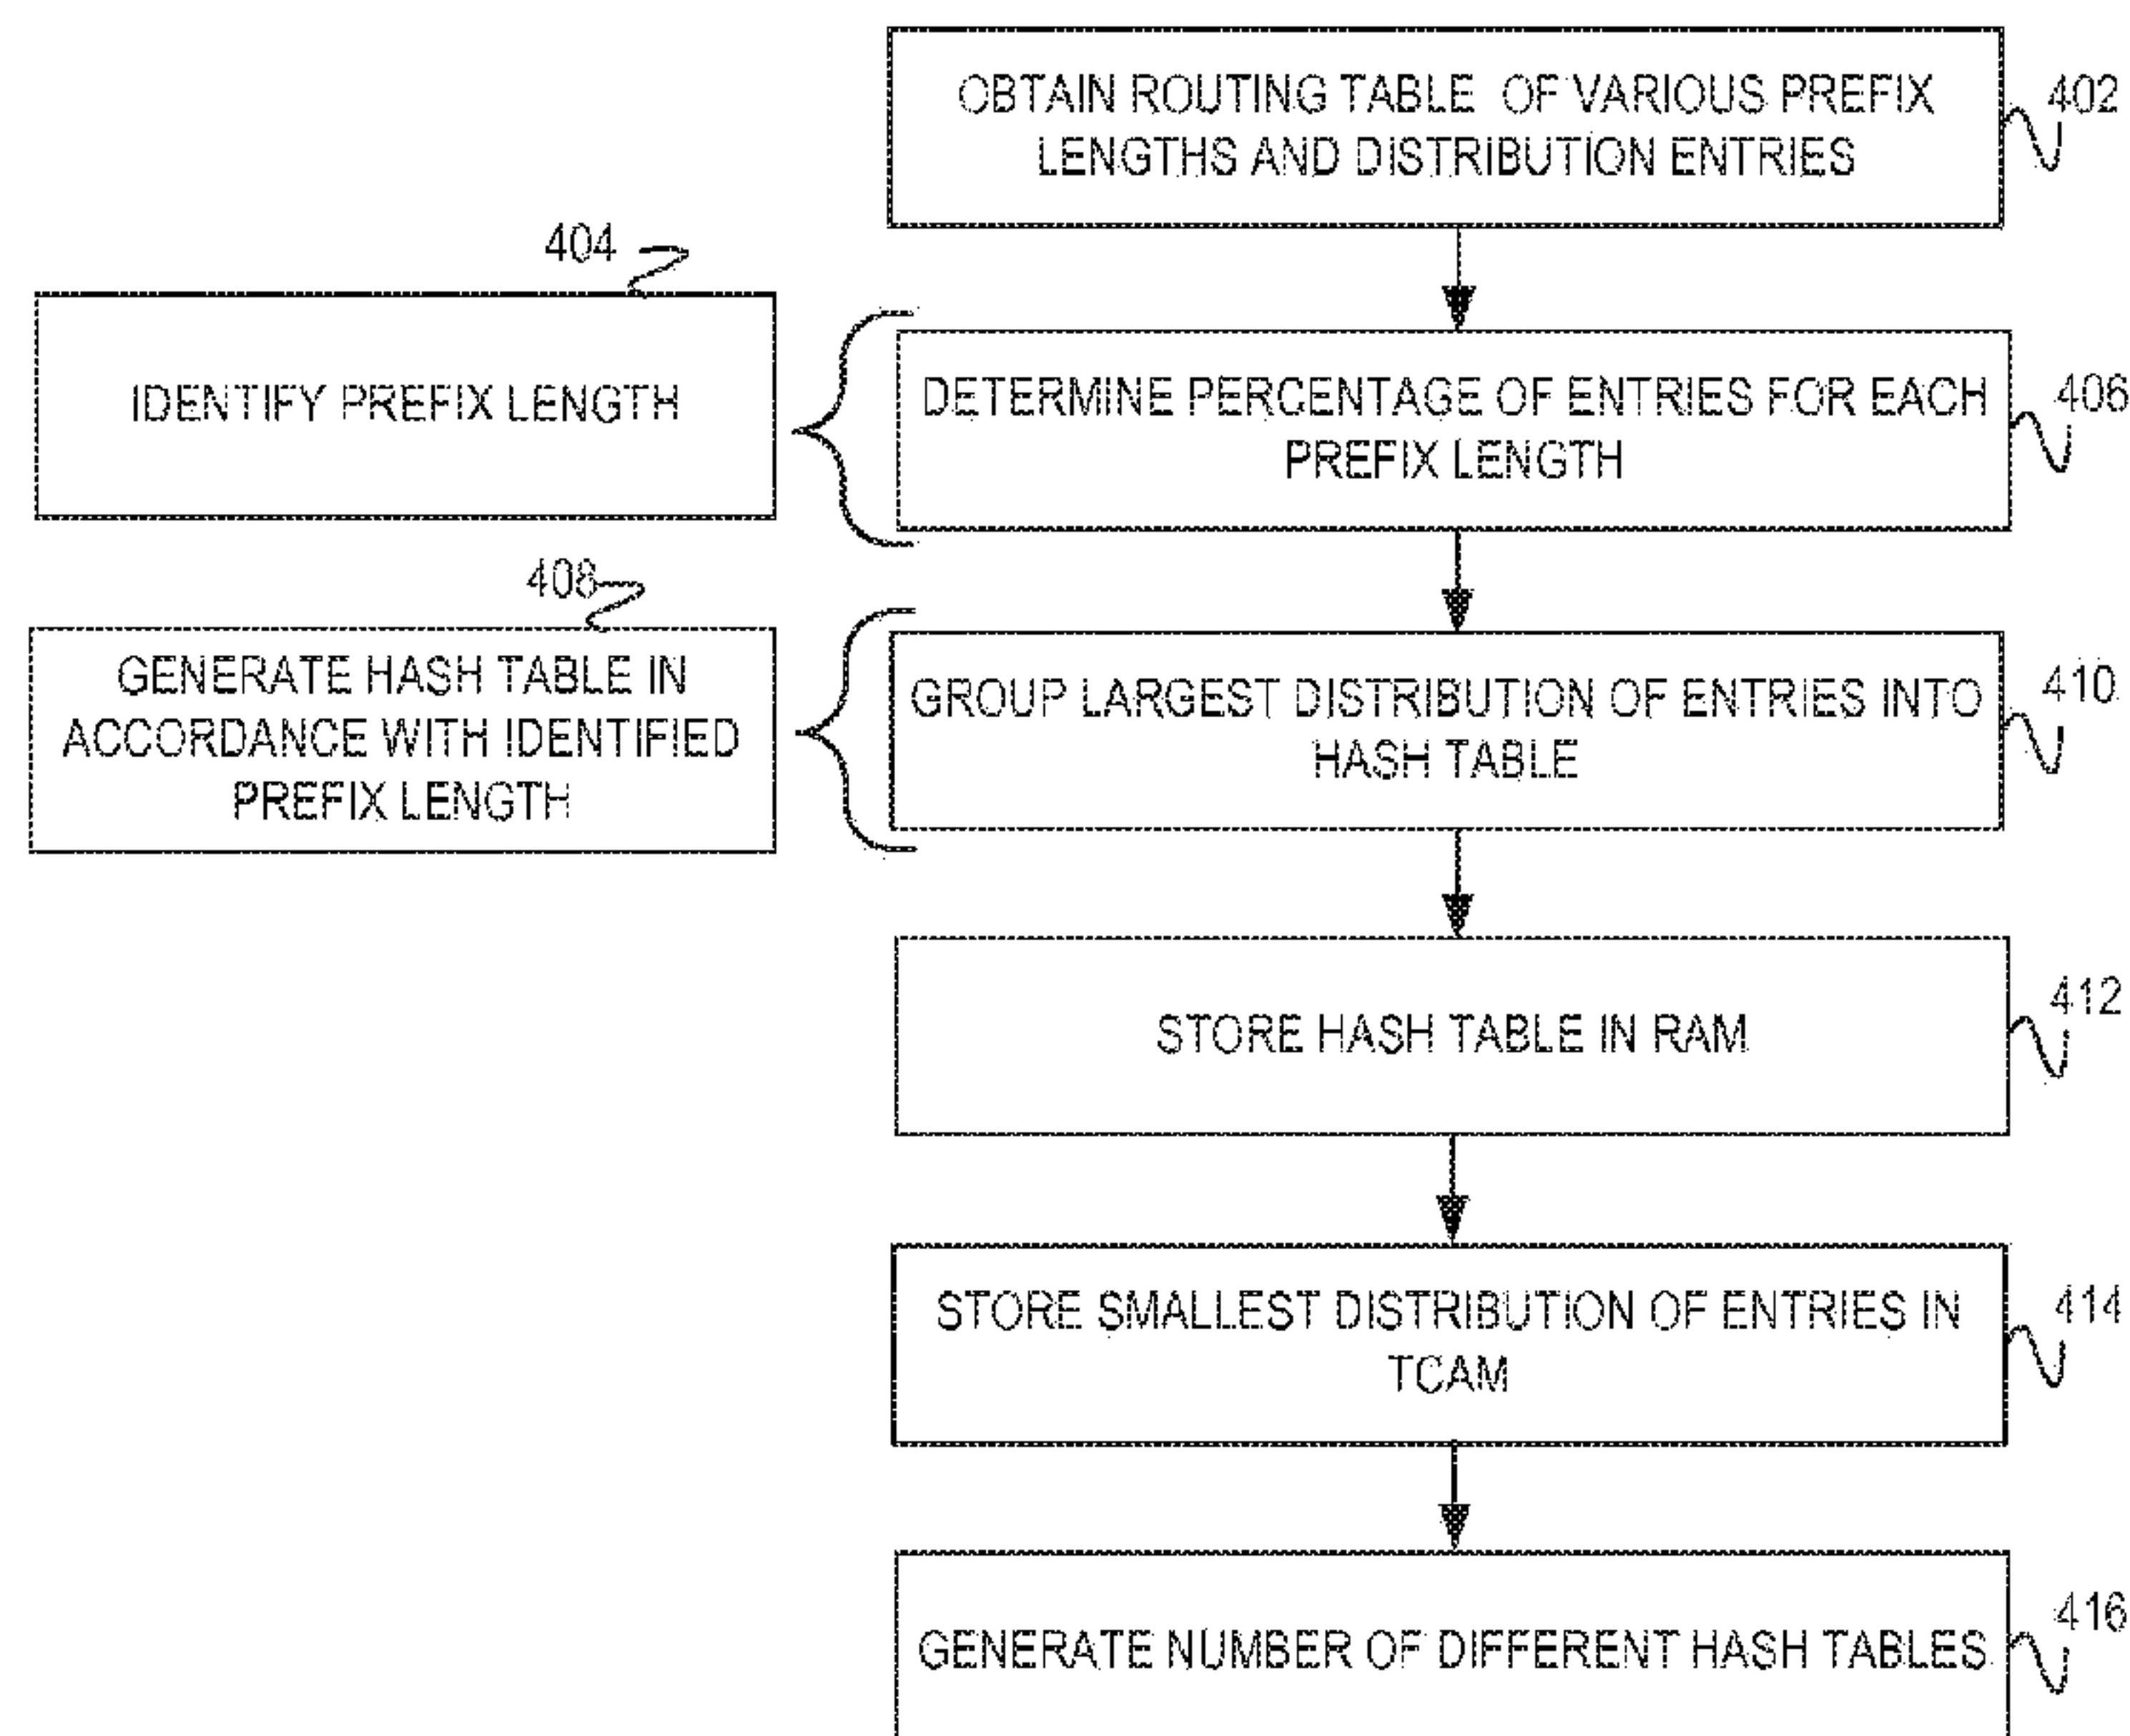 OBTAIN ROUTING TABLE OF VARIOUS PREFIX
LENGTHS AND DISTRIBUTION ENTRIES
402
404
IDENTIFY PREFIX LENGTH
DETERMINE PERCENTAGE OF ENTRIES FOR EACH
PREFIX LENGTH
406
408
GENERATE HASH TABLE IN
ACCORDANCE WITH IDENTIFIED
PREFIX LENGTH
GROUP LARGEST DISTRIBUTION OF ENTRIES INTO
HASH TABLE
410
STORE HASH TABLE IN RAM
412
STORE SMALLEST DISTRIBUTION OF ENTRIES IN
TCAM
414
GENERATE NUMBER OF DIFFERENT HASH TABLES
416